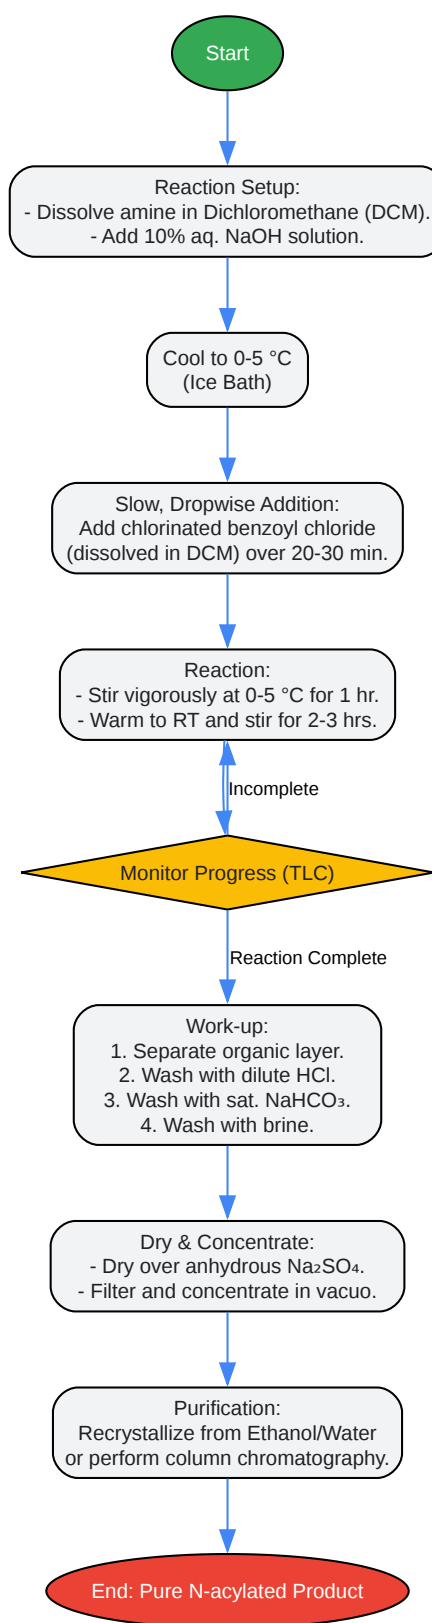 Start
Reaction Setup:
- Dissolve amine in Dichloromethane (DCM).
- Add 10% aq. NaOH solution.
Cool to 0-5 °C
(Ice Bath)
Slow, Dropwise Addition:
Add chlorinated benzoyl chloride
(dissolved in DCM) over 20-30 min.
Reaction:
- Stir vigorously at 0-5 °C for 1 hr.
- Warm to RT and stir for 2-3 hrs.
Incomplete
Monitor Progress (TLC)
Reaction Complete
Work-up:
1. Separate organic layer.
2. Wash with dilute HCl.
3. Wash with sat. NaHCO₃.
4. Wash with brine.
Dry & Concentrate:
- Dry over anhydrous Na₂SO₄.
- Filter and concentrate in vacuo.
Purification:
Recrystallize from Ethanol/Water
or perform column chromatography.
End: Pure N-acylated Product